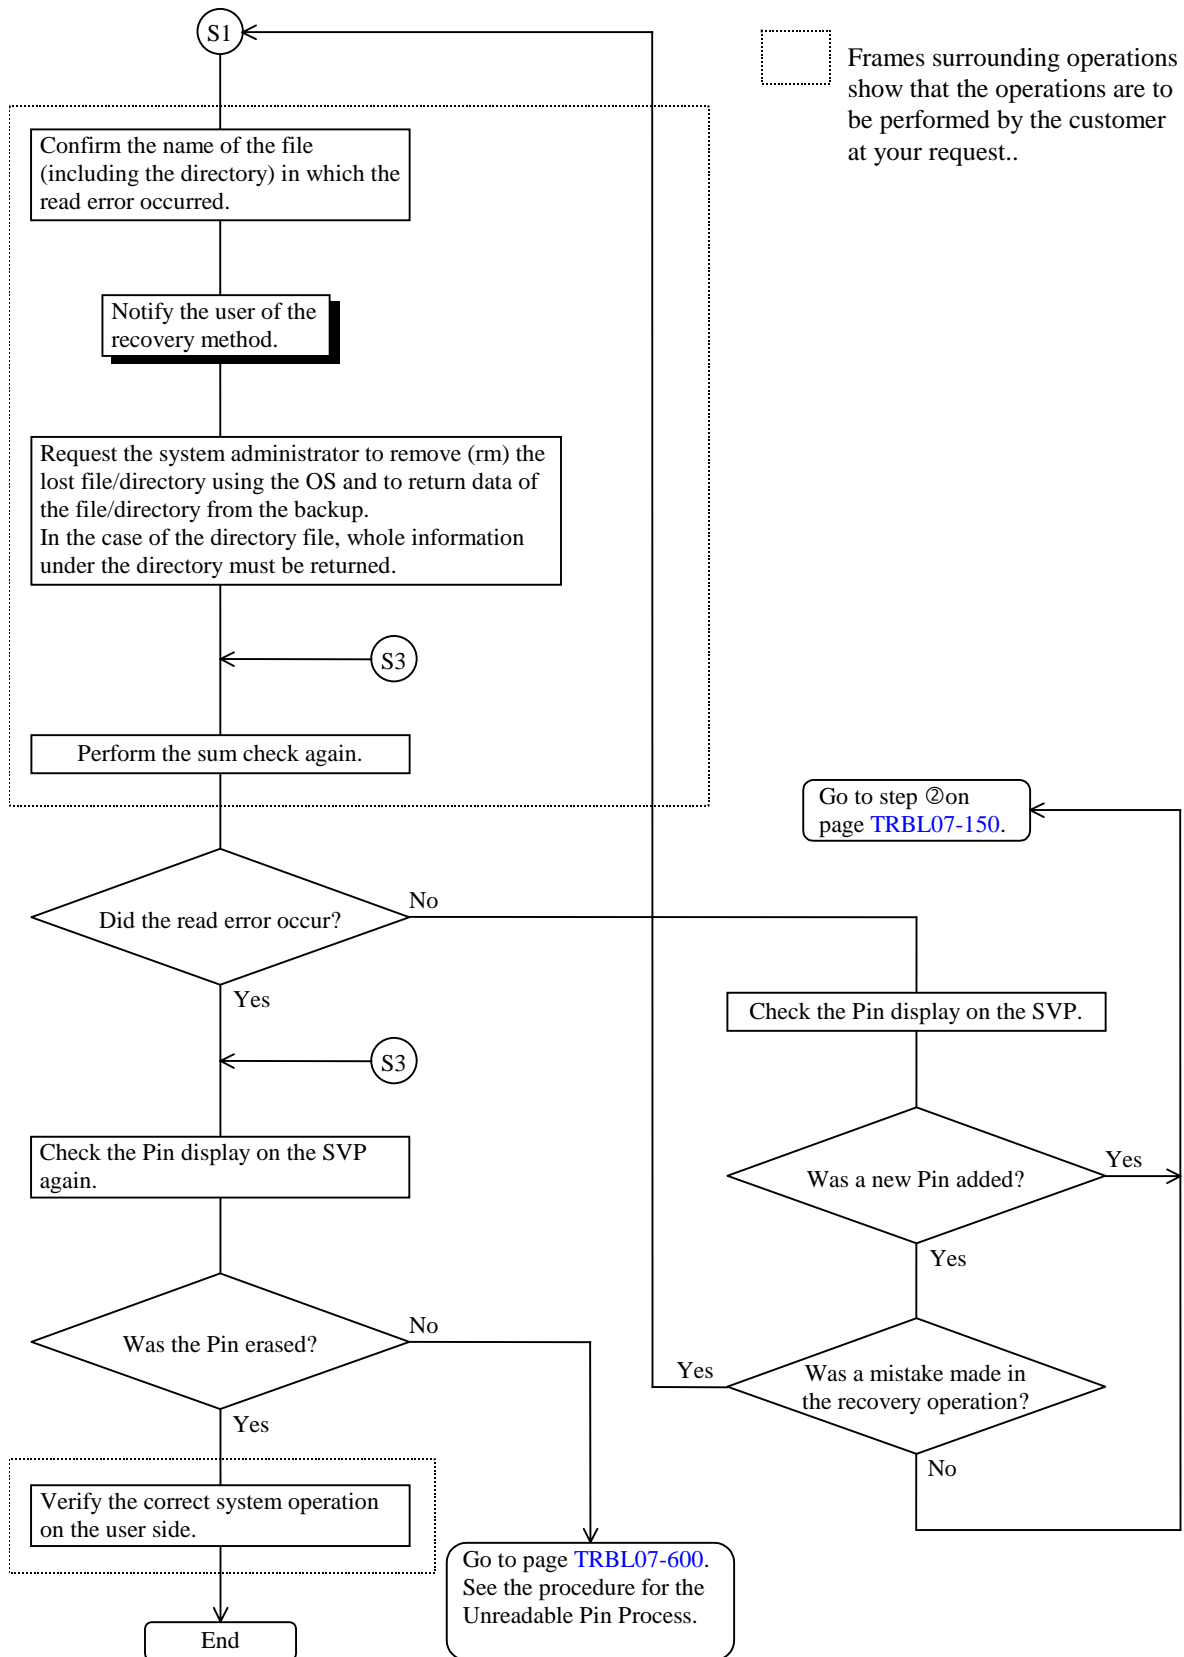 S1
Frames surrounding operations
show that the operations are to
be performed by the customer
at your request..
Confirm the name of the file
(including the directory) in which the
read error occurred.
Notify the user of the
recovery method.
Request the system administrator to remove (rm) the
lost file/directory using the OS and to return data of
the file/directory from the backup.
In the case of the directory file, whole information
under the directory must be returned.
S3
Perform the sum check again.
Go to step ②on
page TRBL07-150.
Did the read error occur?
No
Yes
Check the Pin display on the SVP.
S3
Check the Pin display on the SVP
again.
Was a new Pin added?
Yes
Yes
Was the Pin erased?
No
Yes
Was a mistake made in
the recovery operation?
Yes
No
Verify the correct system operation
on the user side.
Go to page TRBL07-600.
See the procedure for the
Unreadable Pin Process.
End